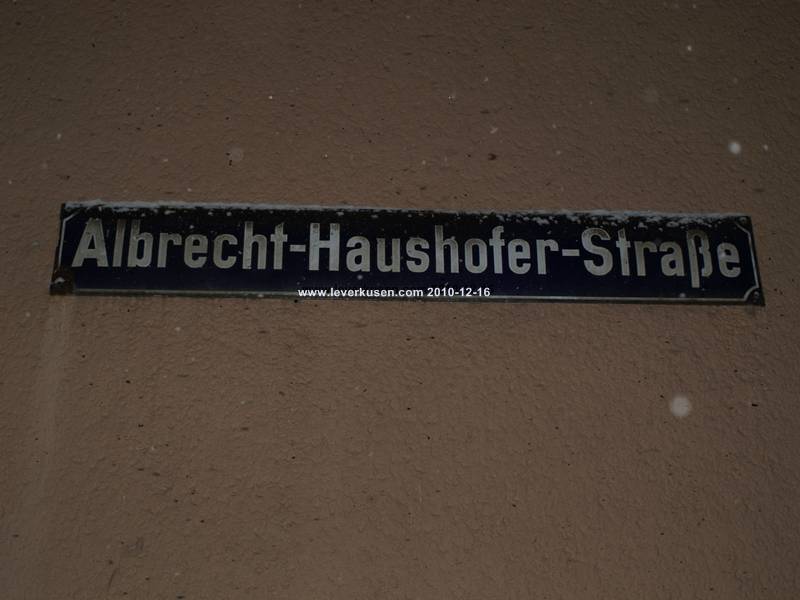 Albrecht-Haushofer-Straße
www.leverkusen.com 2010-12-16